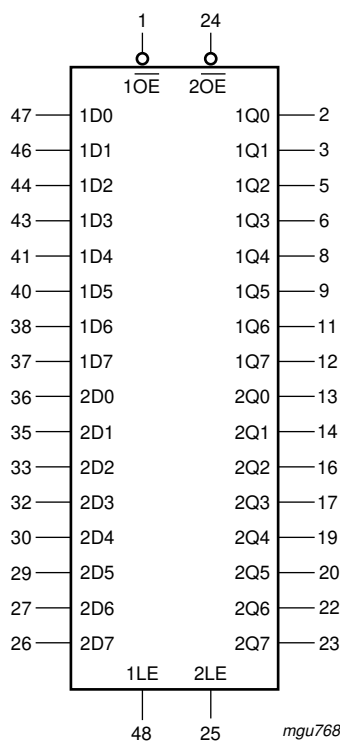 1 24
1O̅E̅ 2O̅E̅
47 1D0 1Q0 2
46 1D1 1Q1 3
44 1D2 1Q2 5
43 1D3 1Q3 6
41 1D4 1Q4 8
40 1D5 1Q5 9
38 1D6 1Q6 11
37 1D7 1Q7 12
36 2D0 2Q0 13
35 2D1 2Q1 14
33 2D2 2Q2 16
32 2D3 2Q3 17
30 2D4 2Q4 19
29 2D5 2Q5 20
27 2D6 2Q6 22
26 2D7 2Q7 23
1LE 2LE
48 25
mgu768